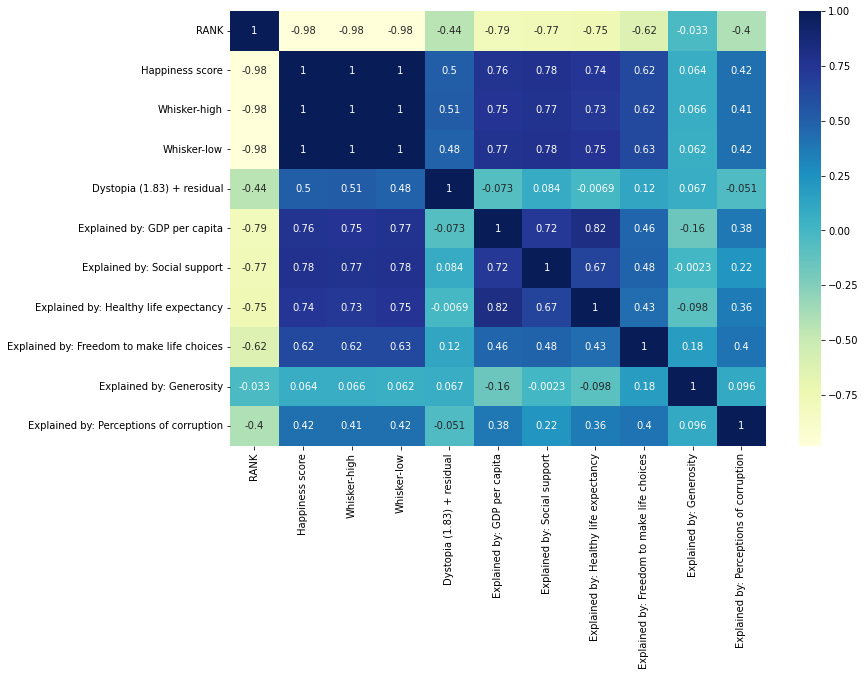 RANK 1 -0.98 -0.98 -0.98 -0.44 -0.79 -0.77 -0.75 -0.62 -0.033 -0.4
Happiness score -0.98 1 1 1 0.5 0.76 0.78 0.74 0.62 0.064 0.42
Whisker-high -0.98 1 1 1 0.51 0.75 0.77 0.73 0.62 0.066 0.41
Whisker-low -0.98 1 1 1 0.48 0.77 0.78 0.75 0.63 0.062 0.42
Dystopia (1.83) + residual -0.44 0.5 0.51 0.48 1 -0.073 0.084 -0.0069 0.12 0.067 -0.051
Explained by: GDP per capita -0.79 0.76 0.75 0.77 -0.073 1 0.72 0.82 0.46 -0.16 0.38
Explained by: Social support -0.77 0.78 0.77 0.78 0.084 0.72 1 0.67 0.48 -0.0023 0.22
Explained by: Healthy life expectancy -0.75 0.74 0.73 0.75 -0.0069 0.82 0.67 1 0.43 -0.098 0.36
Explained by: Freedom to make life choices -0.62 0.62 0.62 0.63 0.12 0.46 0.48 0.43 1 0.18 0.4
Explained by: Generosity -0.033 0.064 0.066 0.062 0.067 -0.16 -0.0023 -0.098 0.18 1 0.096
Explained by: Perceptions of corruption -0.4 0.42 0.41 0.42 -0.051 0.38 0.22 0.36 0.4 0.096 1
RANK
Happiness score
Whisker-high
Whisker-low
Dystopia (1.83) + residual
Explained by: GDP per capita
Explained by: Social support
Explained by: Healthy life expectancy
Explained by: Freedom to make life choices
Explained by: Generosity
Explained by: Perceptions of corruption
1.00
0.75
0.50
0.25
0.00
-0.25
-0.50
-0.75